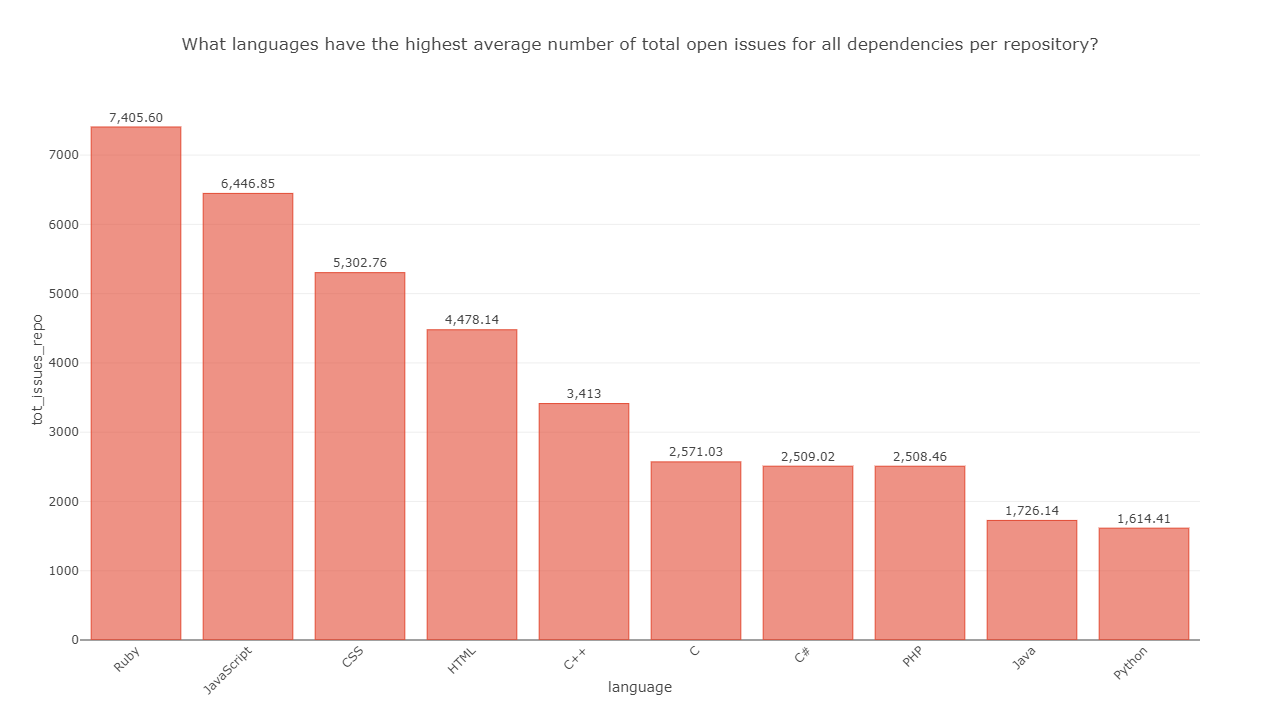 What languages have the highest average number of total open issues for all dependencies per repository?
7,405.60
6,446.85
5,302.76
4,478.14
3,413
2,571.03
2,509.02
2,508.46
1,726.14
1,614.41
7000
6000
5000
4000
3000
2000
1000
0
tot_issues_repo
Ruby
JavaScript
CSS
HTML
C++
C
C#
PHP
Java
Python
language